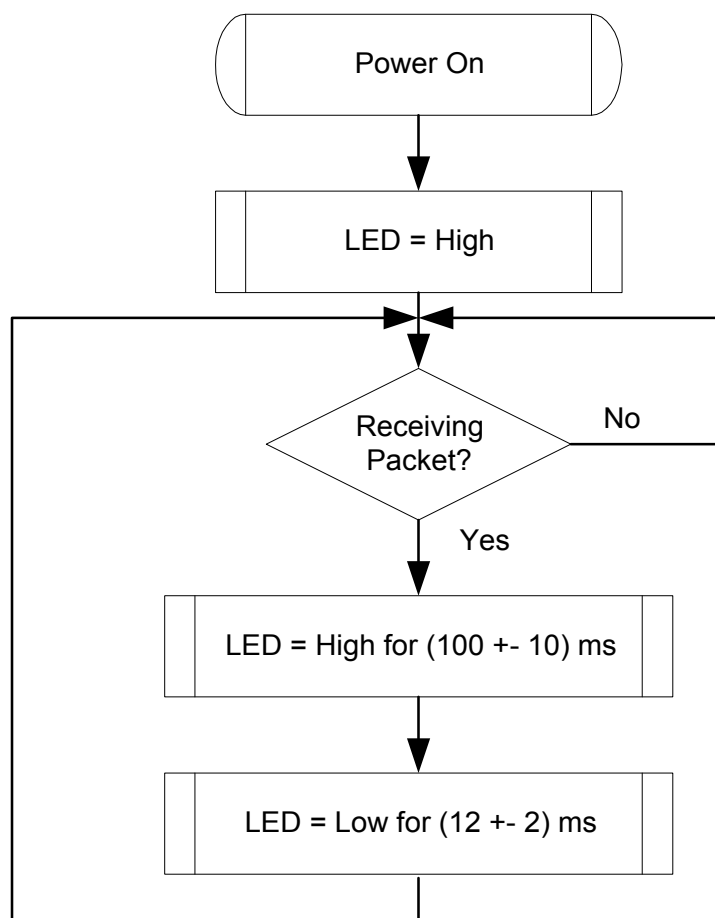 Power On
LED = High
Receiving
Packet?
No
Yes
LED = High for (100 +- 10) ms
LED = Low for (12 +- 2) ms